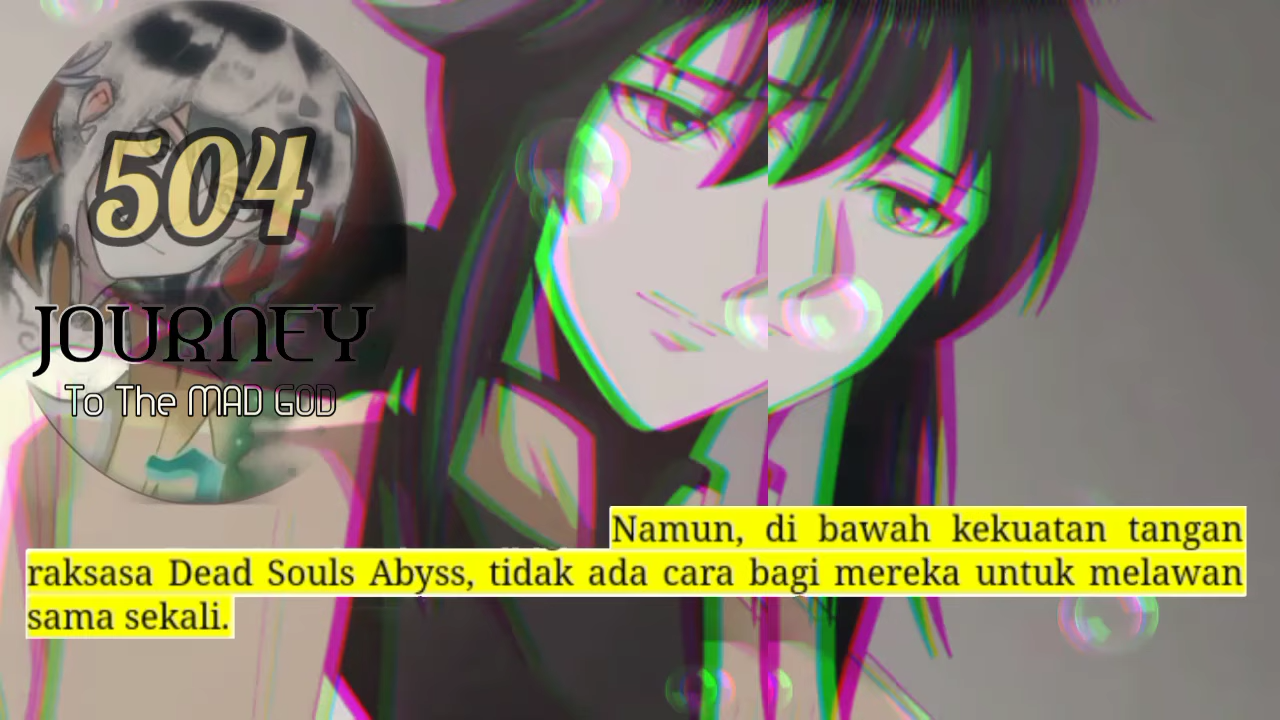 504
JOURNEY
To The MAD GOD
Namun, di bawah kekuatan tangan
raksasa Dead Souls Abyss, tidak ada cara bagi mereka untuk melawan
sama sekali.